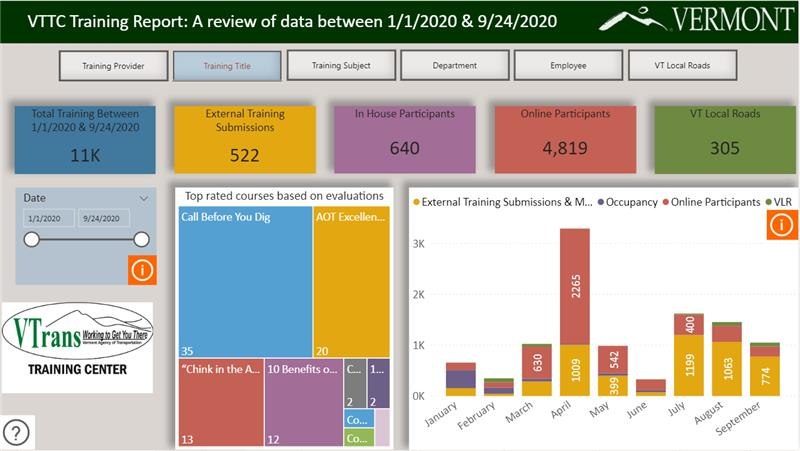 VTTC Training Report: A review of data between 1/1/2020 & 9/24/2020
VERMONT
Training Provider
Training Title
Training Subject
Department
Employee
VT Local Roads
Total Training Between
1/1/2020 & 9/24/2020
11K
External Training
Submissions
522
In House Participants
640
Online Participants
4,819
VT Local Roads
305
Date
1/1/2020
9/24/2020
VTrans Working to Get You There
Vermont Agency of Transportation
TRAINING CENTER
?
Top rated courses based on evaluations
Call Before You Dig
35
AOT Excellen...
20
"Chink in the A...
13
10 Benefits o...
12
C...
2
1...
2
Co...
Co...
External Training Submissions & M...
Occupancy
Online Participants
VLR
3K
2K
1K
0K
630
2265
1009
542
399
400
1199
1063
774
January
February
March
April
May
June
July
August
September